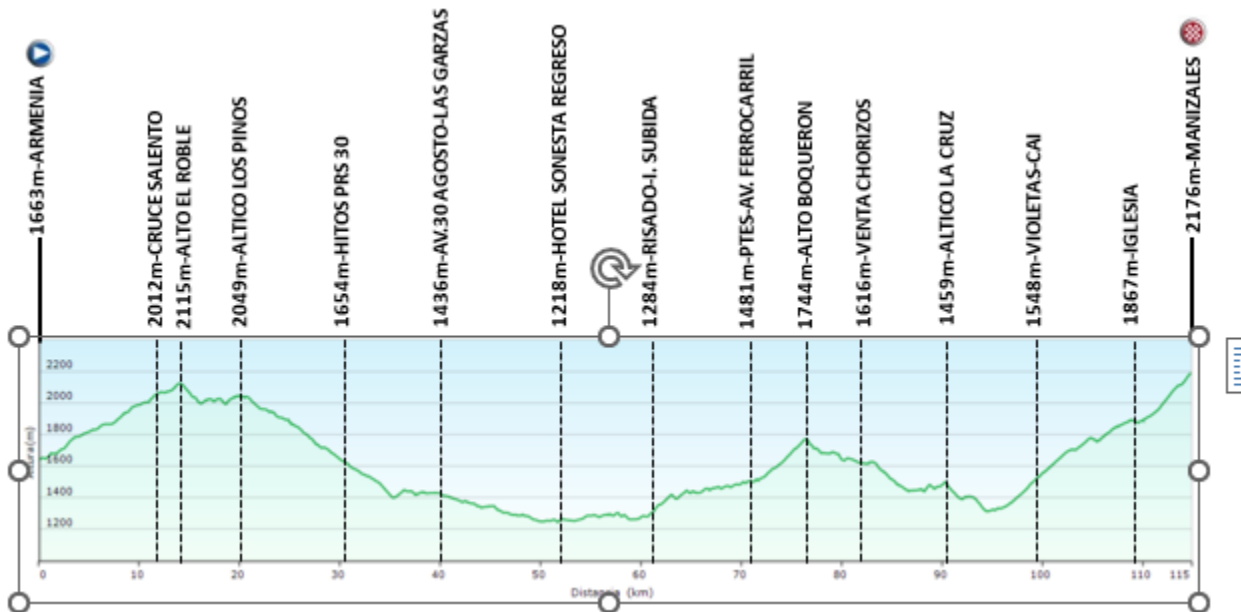 1663m-ARMENIA
2012m-CRUCE SALENTO
2115m-ALTO EL ROBLE
2049m-ALTICO LOS PINOS
1654m-HITOS PRS 30
1436m-AV.30 AGOSTO-LAS GARZAS
1218m-HOTEL SONESTA REGRESO
1284m-RISADO-I. SUBIDA
1481m-PTES-AV. FERROCARRIL
1744m-ALTO BOQUERON
1616m-VENTA CHORIZOS
1459m-ALTICO LA CRUZ
1548m-VIOLETAS-CAI
1867m-IGLESIA
2176m-MANIZALES
2200
2000
1800
1600
1400
1200
0 10 20 30 40 50 60 70 80 90 100 110 115
(km)